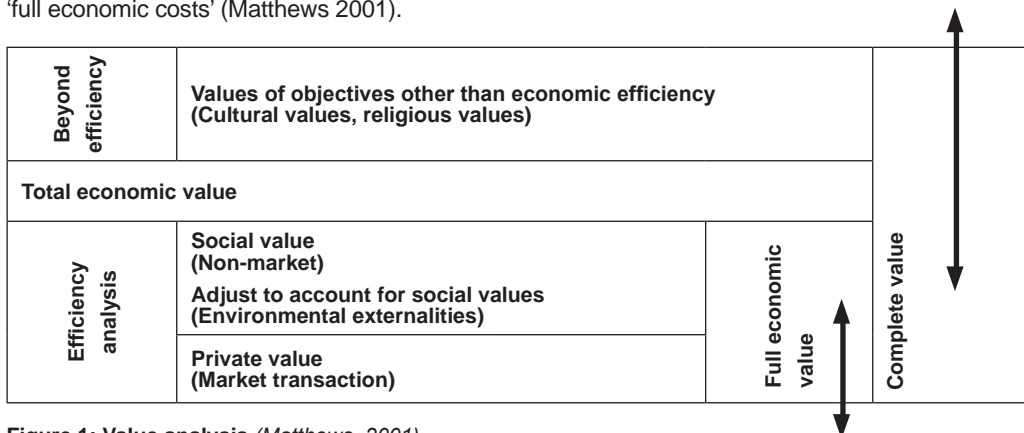 'full economic costs' (Matthews 2001).
Beyond
efficiency
Values of objectives other than economic efficiency
(Cultural values, religious values)
Total economic value
Efficiency
analysis
Social value
(Non-market)
Adjust to account for social values
(Environmental externalities)
Private value
(Market transaction)
Full economic
value
Complete value
Figure 1: Value analysis (Matthews, 2001)